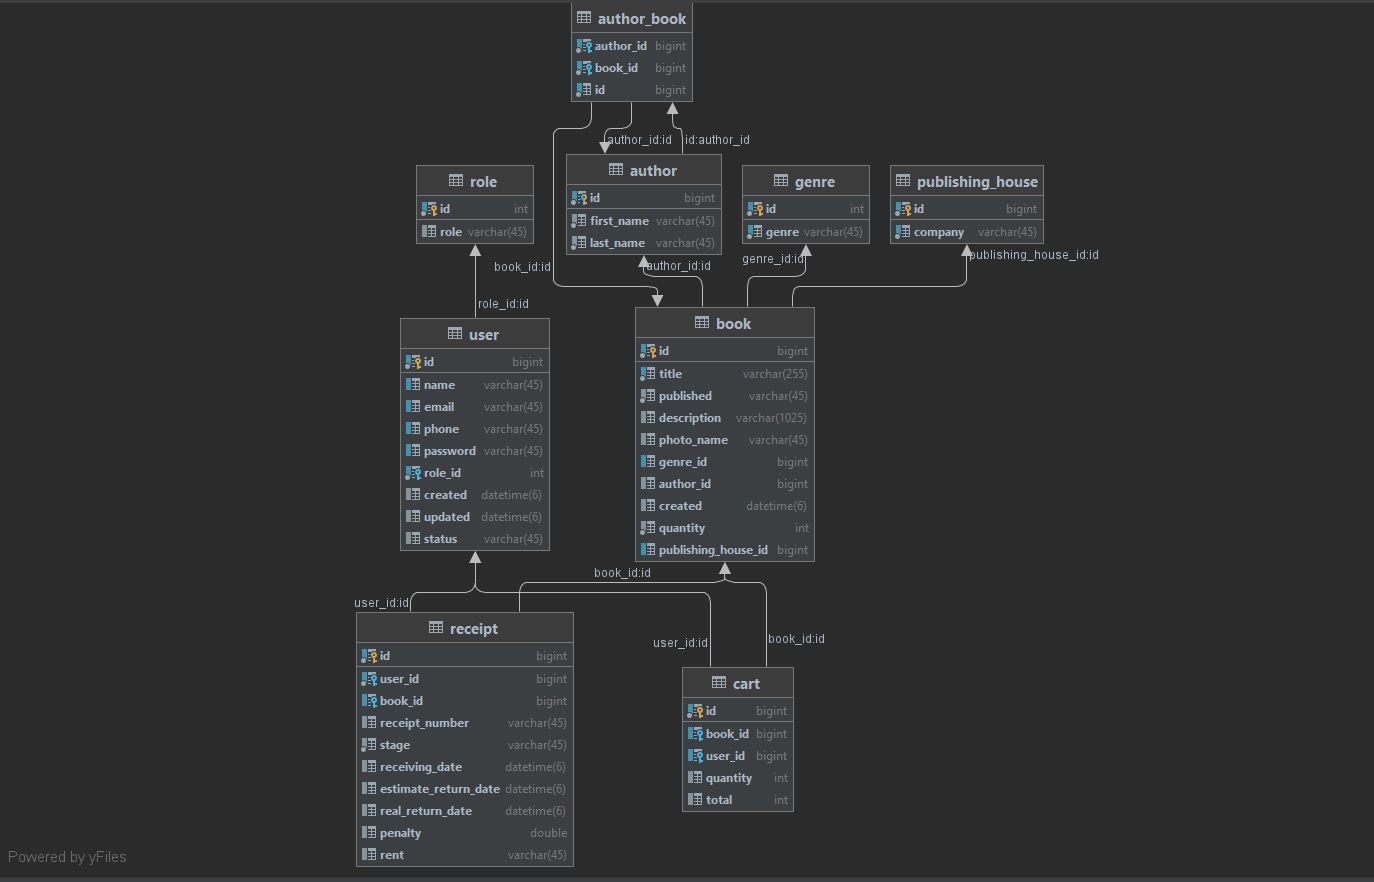 author_book
author_id bigint
book_id bigint
id bigint
author_id:id id:author_id
role
id int
role varchar(45)
author
id bigint
first_name varchar(45)
last_name varchar(45)
genre
id int
genre varchar(45)
publishing_house
id bigint
company varchar(45)
book_id:id
author_id:id
genre_id:id
publishing_house_id:id
role_id:id
user
id bigint
name varchar(45)
email varchar(45)
phone varchar(45)
password varchar(45)
role_id int
created datetime(6)
updated datetime(6)
status varchar(45)
book
id bigint
title varchar(255)
published varchar(45)
description varchar(1025)
photo_name varchar(45)
genre_id bigint
author_id bigint
created datetime(6)
quantity int
publishing_house_id bigint
book_id:id
user_id:id
user_id:id
book_id:id
receipt
id bigint
user_id bigint
book_id bigint
receipt_number varchar(45)
stage varchar(45)
receiving_date datetime(6)
estimate_return_date datetime(6)
real_return_date datetime(6)
penalty double
rent varchar(45)
cart
id bigint
book_id bigint
user_id bigint
quantity int
total int
Powered by yFiles